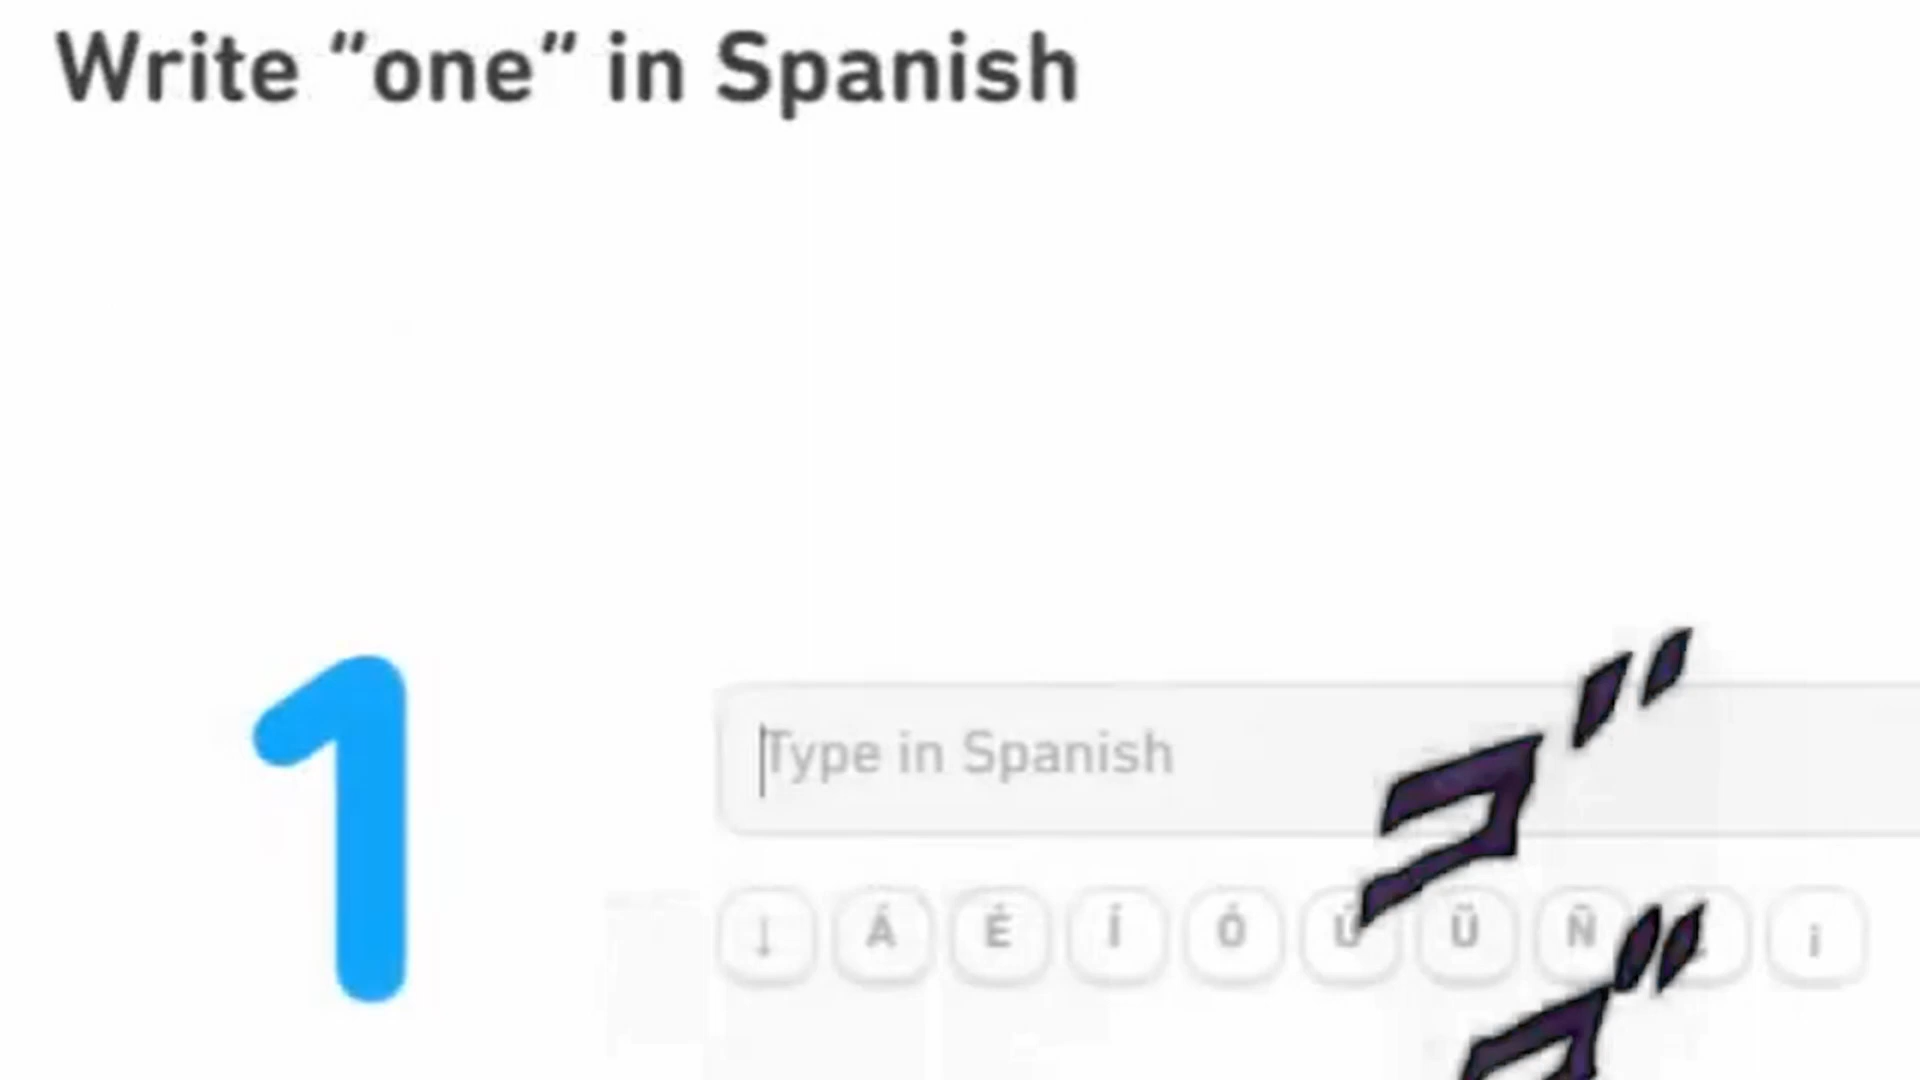 Write “one” in Spanish
1
Type in Spanish
↓ Á É Í Ó Ú Ü Ñ ¡
ゴ
ゴ